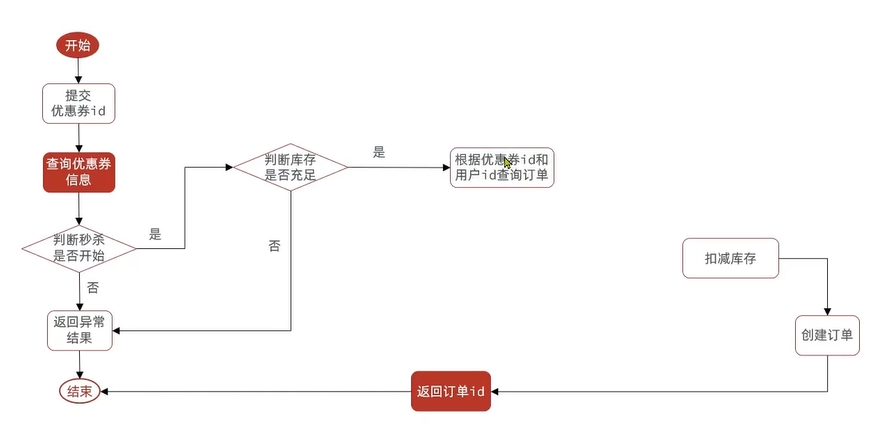 开始
提交
优惠券id
查询优惠券
信息
判断秒杀
是否开始
是
否
返回异常
结果
结束
判断库存
是否充足
是
否
根据优惠券id和
用户id查询订单
扣减库存
创建订单
返回订单id